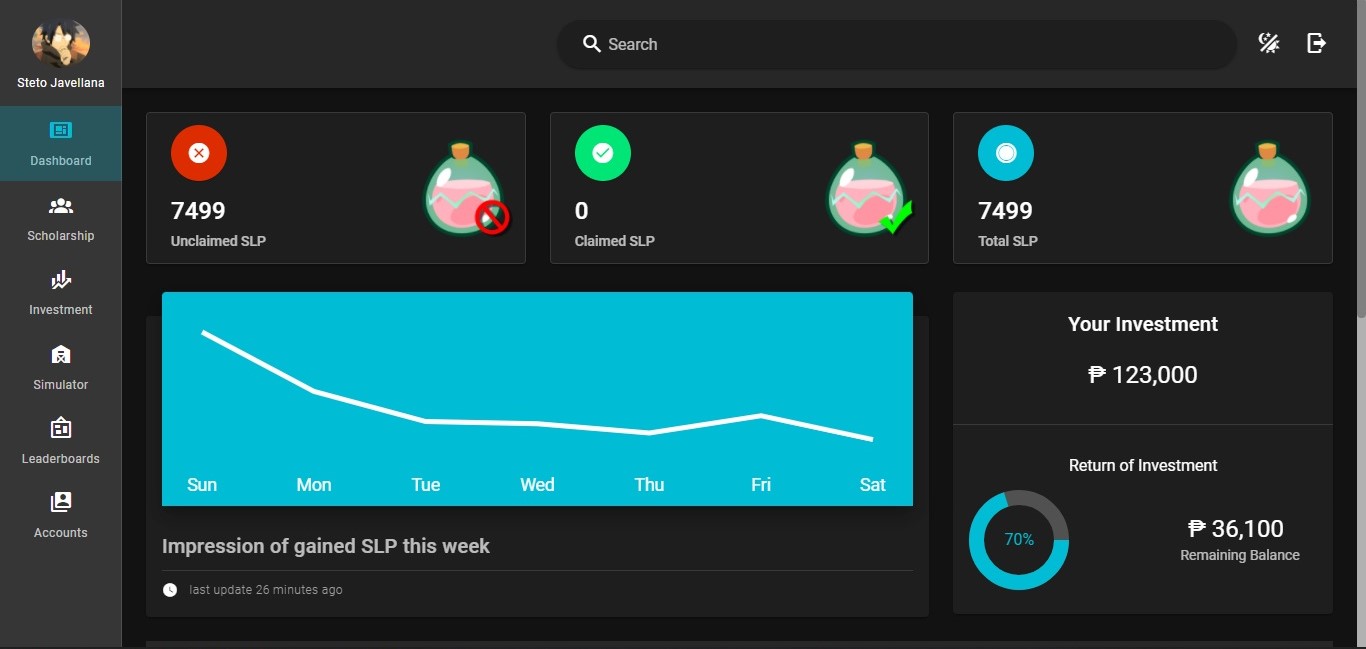 Steto Javellana
Dashboard
Scholarship
Investment
Simulator
Leaderboards
Accounts
Search
7499
Unclaimed SLP
0
Claimed SLP
7499
Total SLP
Sun Mon Tue Wed Thu Fri Sat
Impression of gained SLP this week
last update 26 minutes ago
Your Investment
₱ 123,000
Return of Investment
70%
₱ 36,100
Remaining Balance